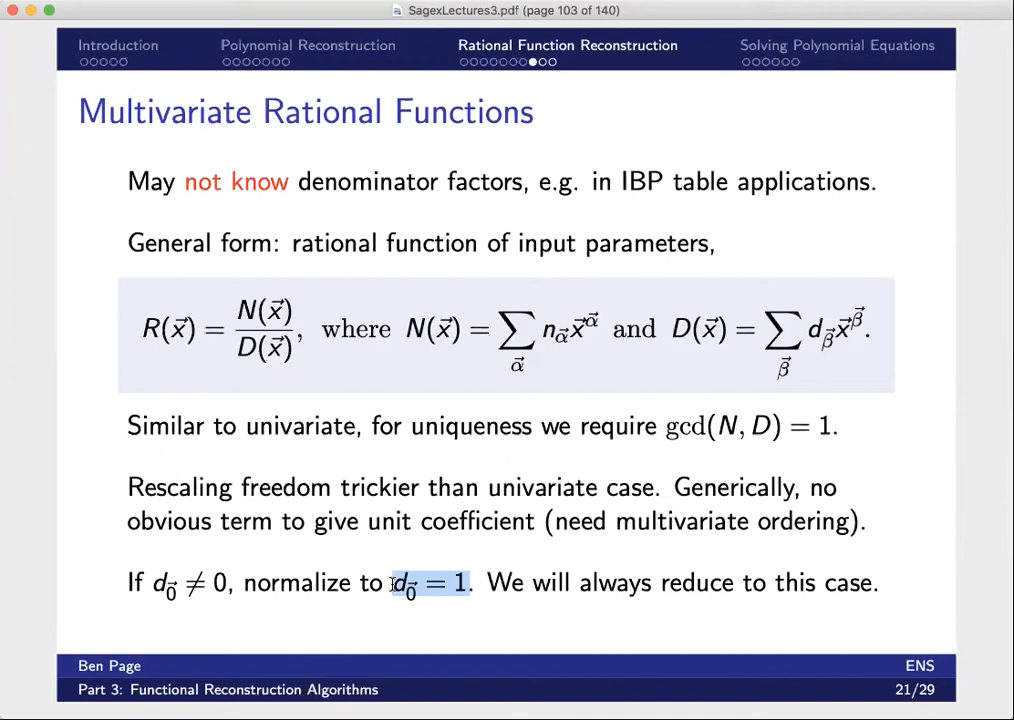 SagexLectures3.pdf (page 103 of 140)
Introduction Polynomial Reconstruction Rational Function Reconstruction Solving Polynomial Equations
Multivariate Rational Functions
May not know denominator factors, e.g. in IBP table applications.
General form: rational function of input parameters,
R(x⃗) = N(x⃗)/D(x⃗), where N(x⃗) = ∑_α⃗ n_α⃗ x⃗^α⃗ and D(x⃗) = ∑_β⃗ d_β⃗ x⃗^β⃗.
Similar to univariate, for uniqueness we require gcd(N, D) = 1.
Rescaling freedom trickier than univariate case. Generically, no
obvious term to give unit coefficient (need multivariate ordering).
If d_0⃗ ≠ 0, normalize to d_0⃗ = 1. We will always reduce to this case.
Ben Page ENS
Part 3: Functional Reconstruction Algorithms 21/29